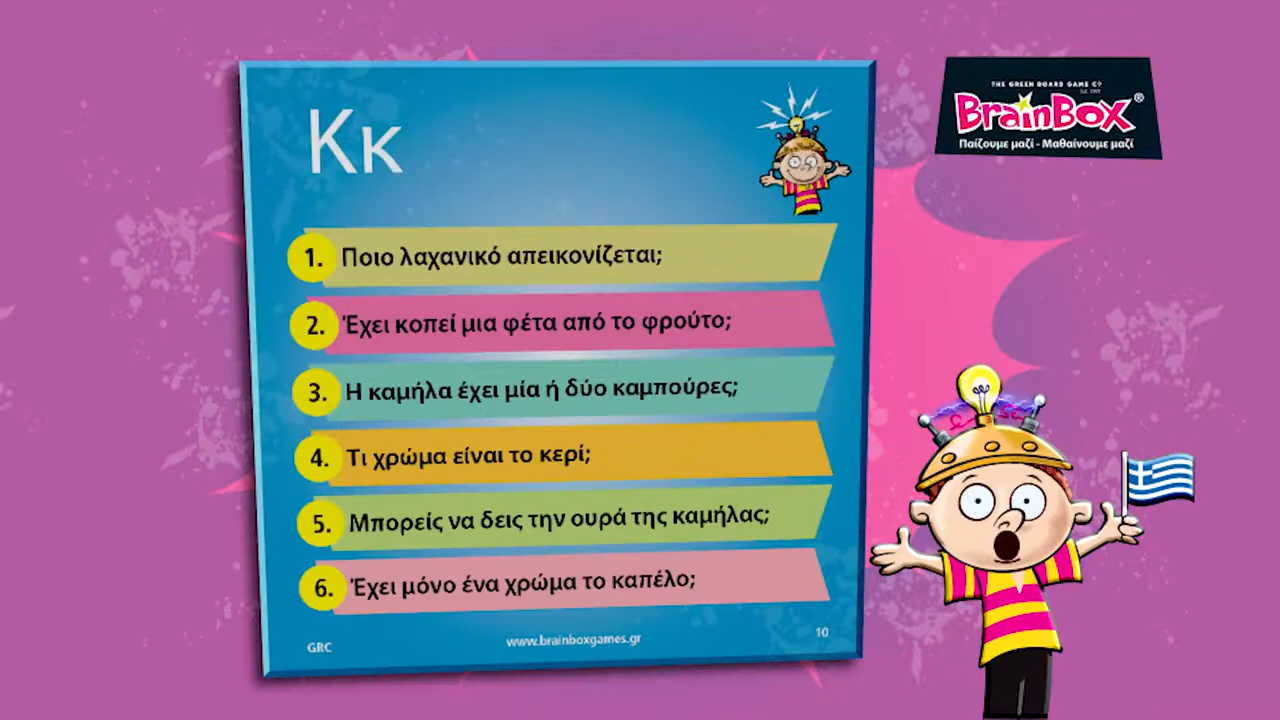 THE GREEN BOARD GAME Cº
Est. 1991
BrainBox®
Παίζουμε μαζί - Μαθαίνουμε μαζί
Κκ
1. Ποιο λαχανικό απεικονίζεται;
2. Έχει κοπεί μια φέτα από το φρούτο;
3. Η καμήλα έχει μία ή δύο καμπούρες;
4. Τι χρώμα είναι το κερί;
5. Μπορείς να δεις την ουρά της καμήλας;
6. Έχει μόνο ένα χρώμα το καπέλο;
GRC
www.brainboxgames.gr
10